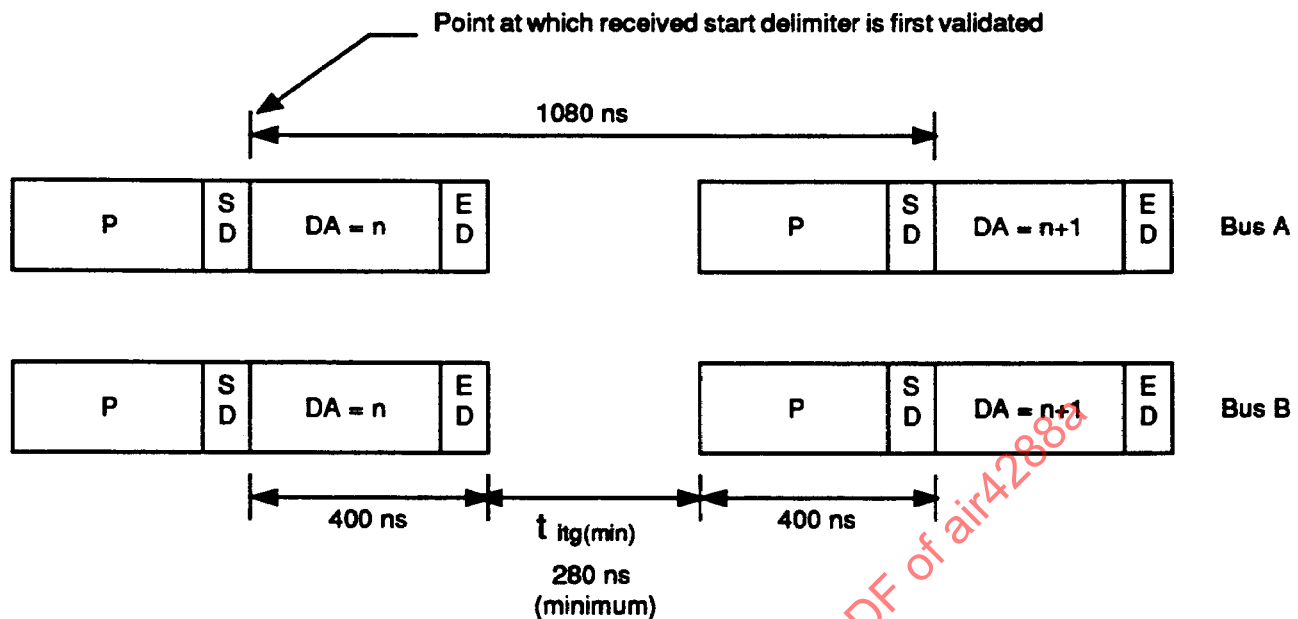 Point at which received start delimiter is first validated
1080 ns
P
S
D
DA = n
E
D
P
S
D
DA = n+1
E
D
Bus A
P
S
D
DA = n
E
D
P
S
D
DA = n+1
E
D
Bus B
400 ns
t itg(min)
400 ns
280 ns
(minimum)
DF of air4288a